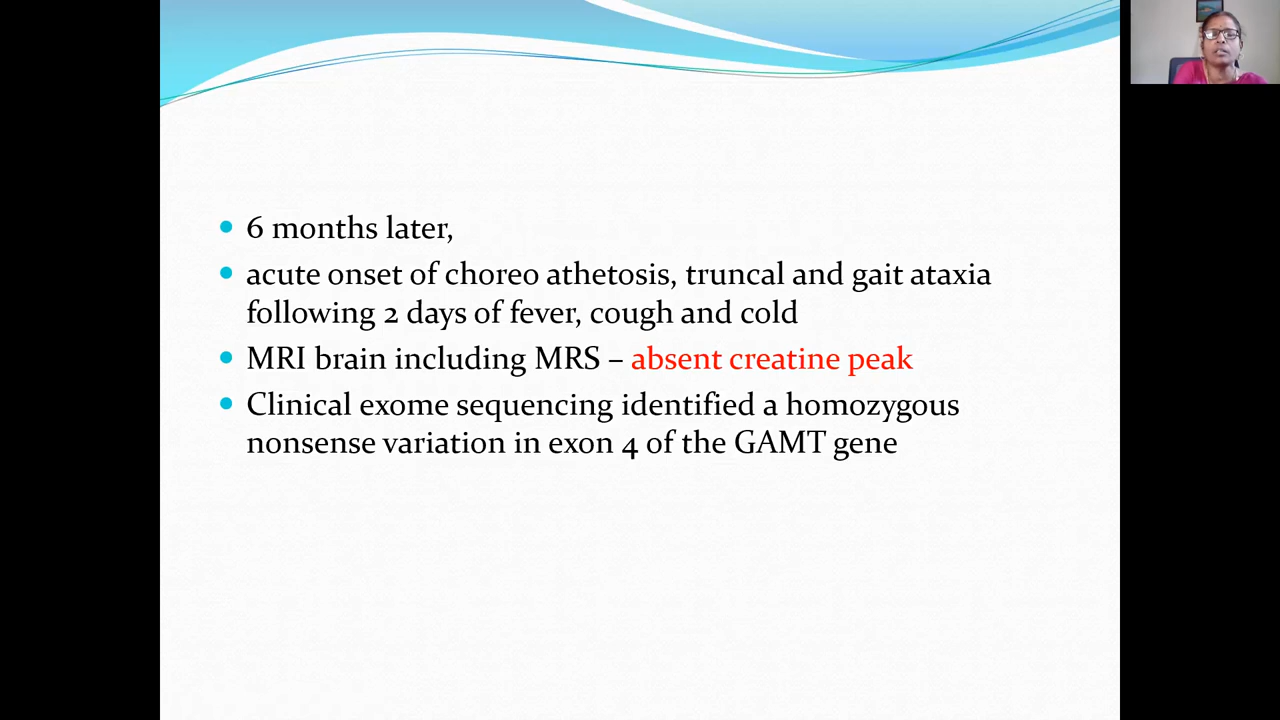 6 months later,
acute onset of choreo athetosis, truncal and gait ataxia
following 2 days of fever, cough and cold
MRI brain including MRS – absent creatine peak
Clinical exome sequencing identified a homozygous
nonsense variation in exon 4 of the GAMT gene